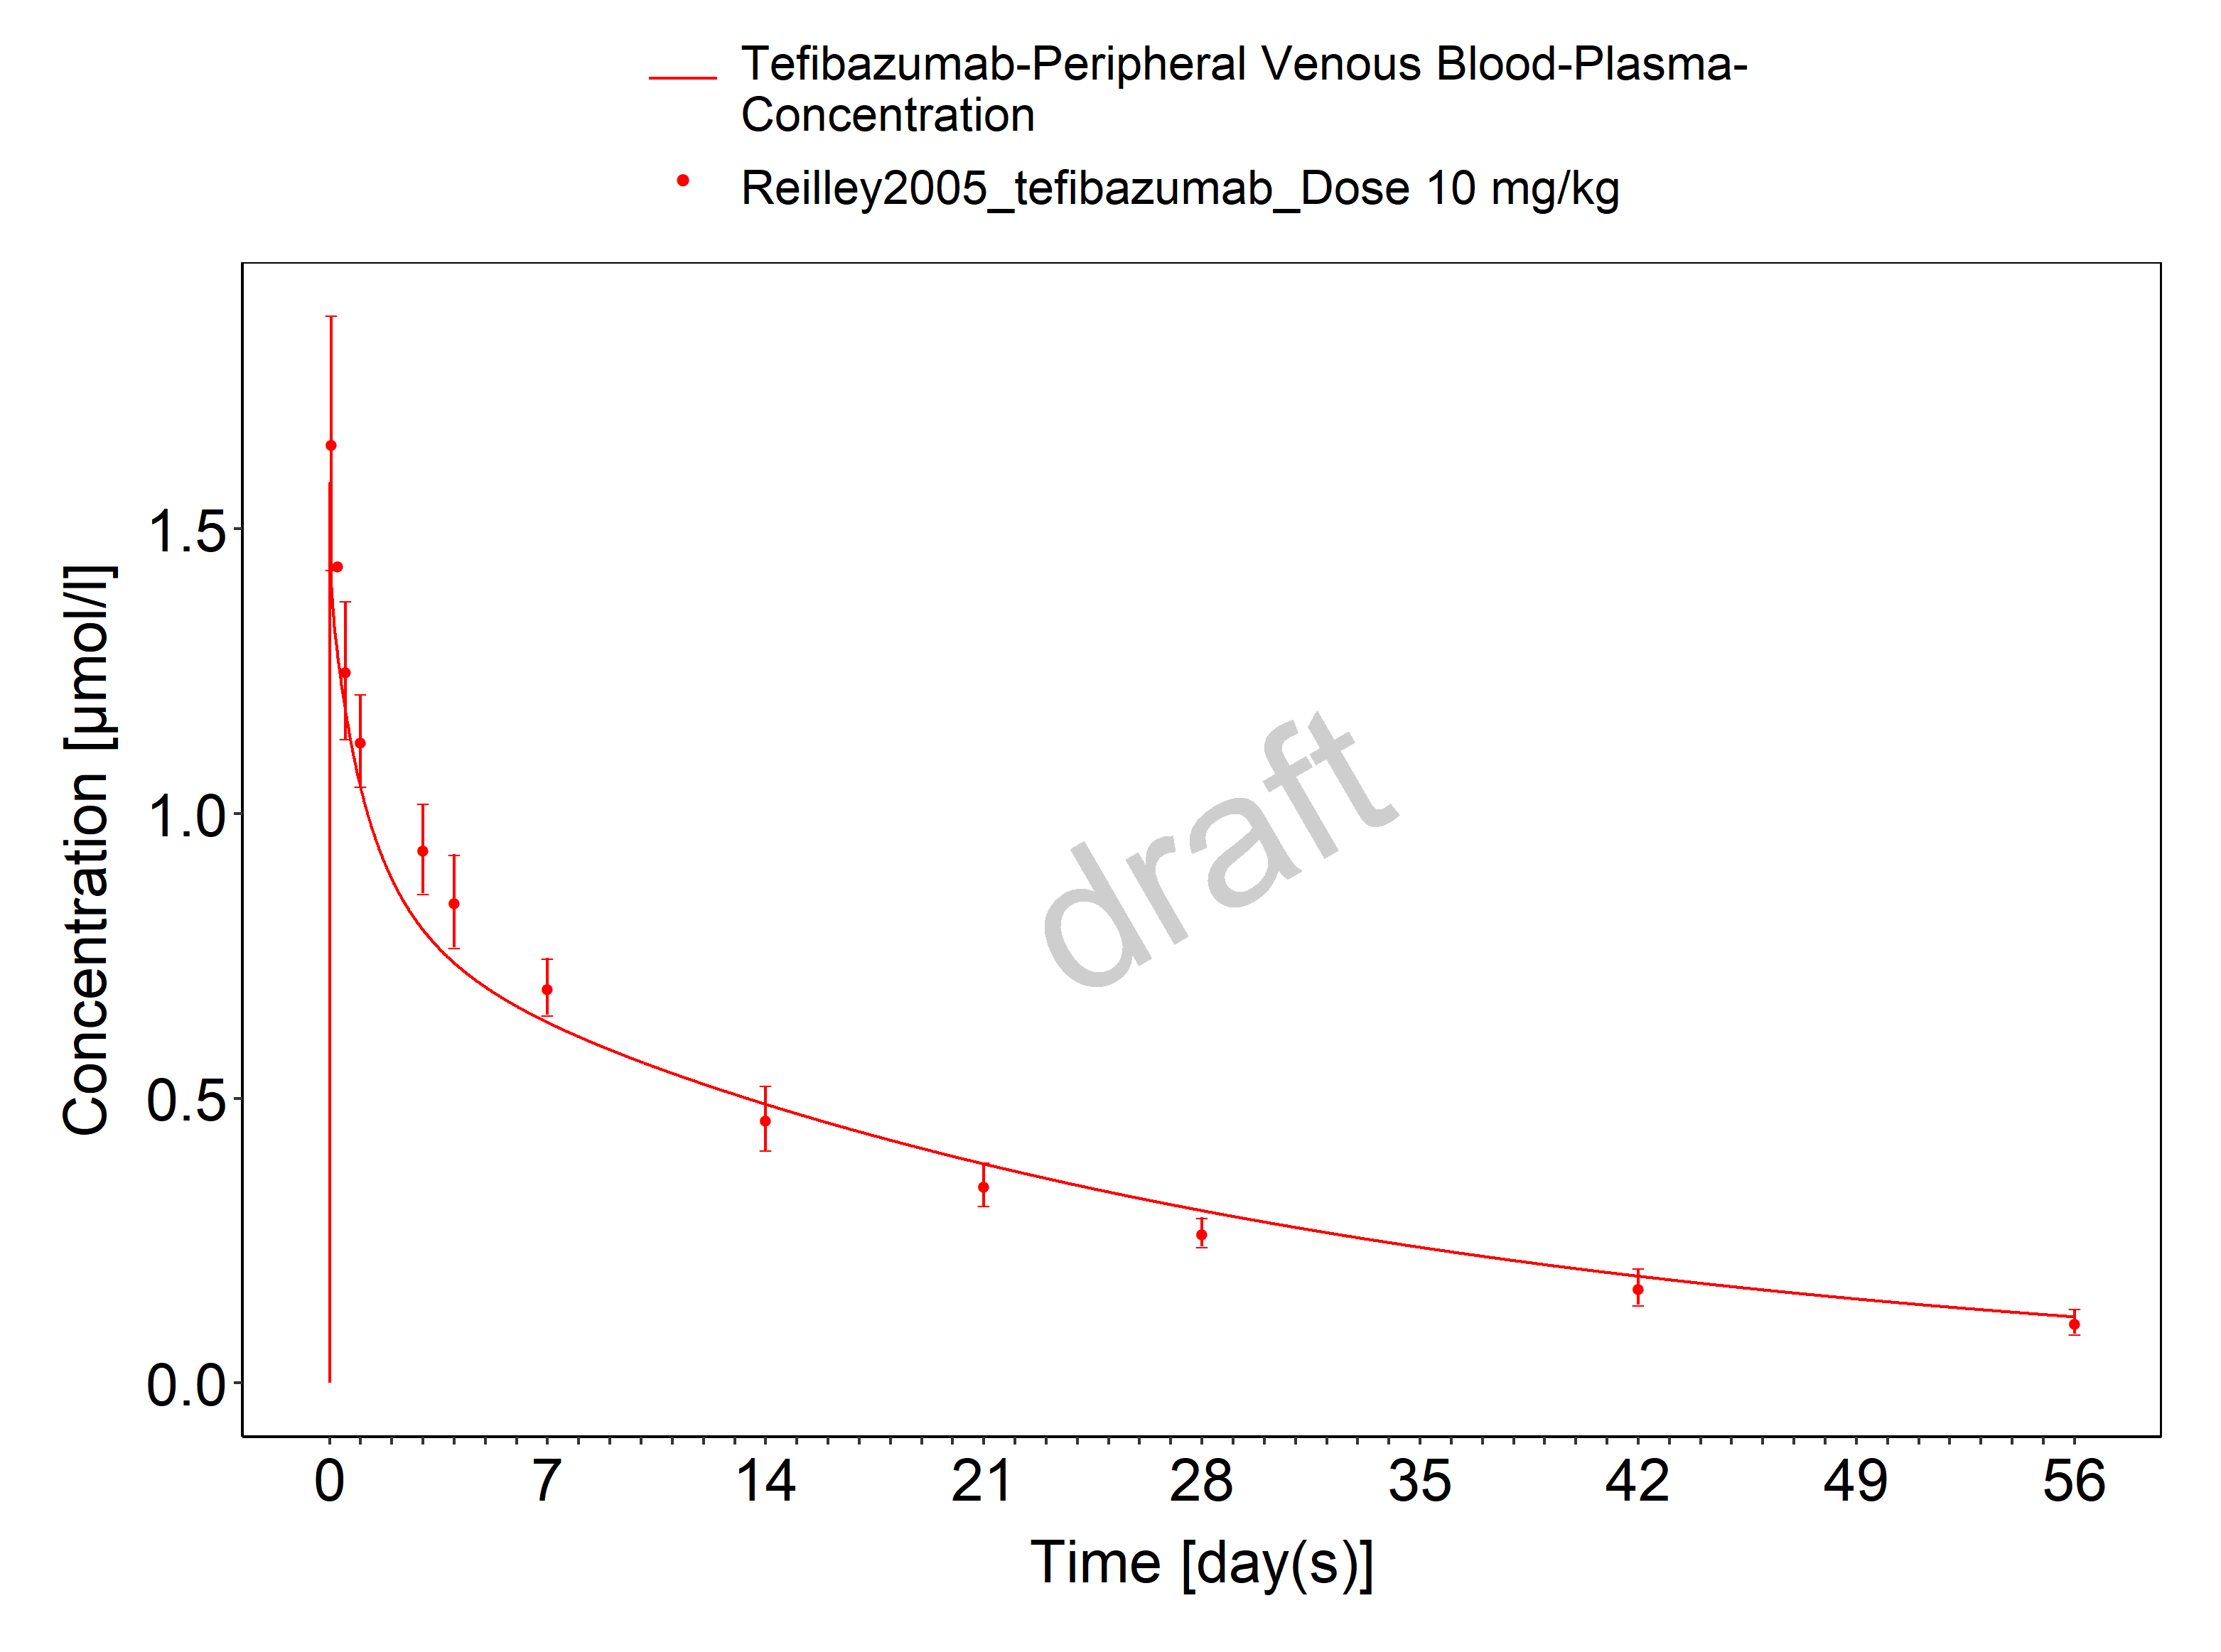 Tefibazumab-Peripheral Venous Blood-Plasma-
Concentration
Reilley2005_tefibazumab_Dose 10 mg/kg
Concentration [µmol/l]
1.5
1.0
0.5
0.0
draft
0 7 14 21 28 35 42 49 56
Time [day(s)]